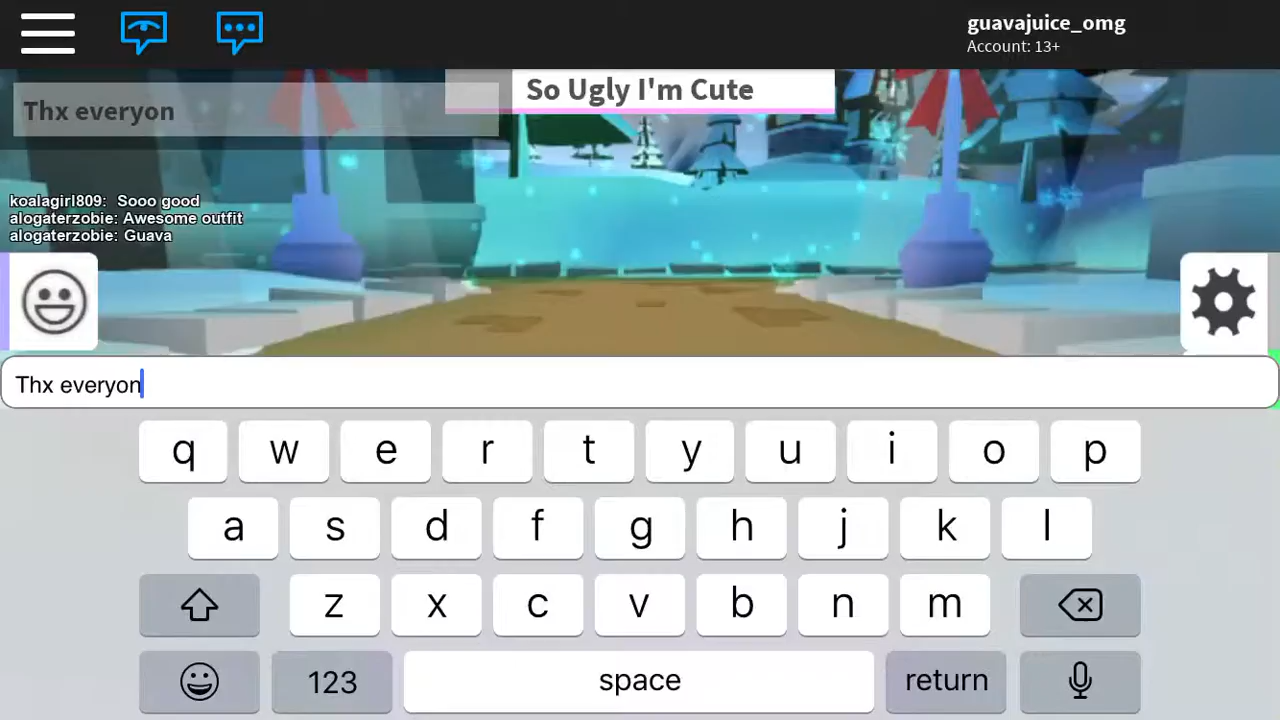 guavajuice_omg
Account: 13+
So Ugly I'm Cute
Thx everyon
koalagirl809: Sooo good
alogaterzobie: Awesome outfit
alogaterzobie: Guava
Thx everyon
q w e r t y u i o p
a s d f g h j k l
z x c v b n m
123 space return